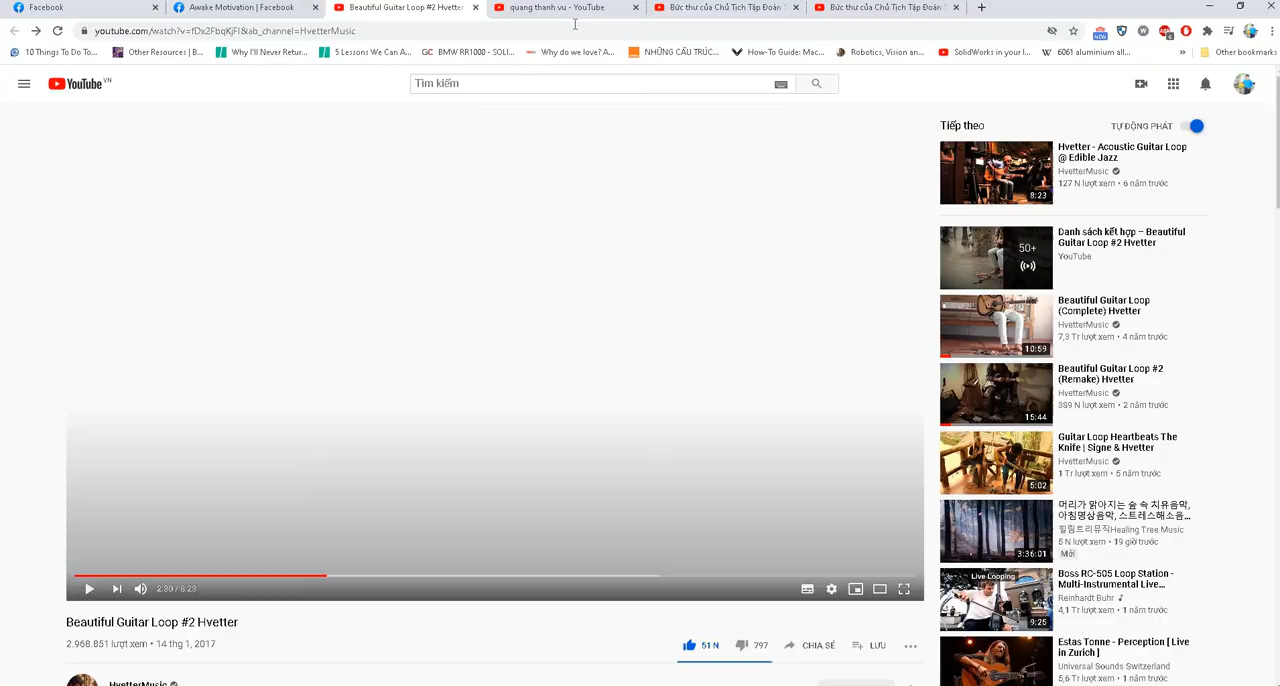 Facebook
Awake Motivation | Facebook
Beautiful Guitar Loop #2 Hvetter
quang thanh vu - YouTube
Bức thư của Chủ Tịch Tập Đoàn
Bức thư của Chủ Tịch Tập Đoàn
youtube.com/watch?v=fDx2FbqKjFI&ab_channel=HvetterMusic
10 Things To Do To...
Other Resources | B...
Why I'll Never Retur...
5 Lessons We Can A...
GC BMW RR1000 - SOLI...
Why do we love? A...
NHỮNG CẤU TRÚC...
How-To Guide: Mac...
Robotics, Vision an...
SolidWorks in your l...
W 6061 aluminium all...
»
Other bookmarks
YouTube VN
Tìm kiếm
Tiếp theo
TỰ ĐỘNG PHÁT
Hvetter - Acoustic Guitar Loop
@ Edible Jazz
HvetterMusic
127 N lượt xem • 6 năm trước
8:23
50+
Danh sách kết hợp – Beautiful
Guitar Loop #2 Hvetter
YouTube
Beautiful Guitar Loop
(Complete) Hvetter
HvetterMusic
7,3 Tr lượt xem • 4 năm trước
10:59
Beautiful Guitar Loop #2
(Remake) Hvetter
HvetterMusic
389 N lượt xem • 2 năm trước
15:44
Guitar Loop Heartbeats The
Knife | Signe & Hvetter
HvetterMusic
1 Tr lượt xem • 5 năm trước
5:02
머리가 맑아지는 숲 속 치유음악,
아침명상음악, 스트레스해소음...
힐링트리뮤직Healing Tree Music
5 N lượt xem • 19 giờ trước
Mới
3:36:01
Live Looping
Boss RC-505 Loop Station -
Multi-Instrumental Live...
Reinhardt Buhr
4,1 Tr lượt xem • 1 năm trước
9:25
Estas Tonne - Perception [ Live
in Zurich ]
Universal Sounds Switzerland
5,6 Tr lượt xem • 1 năm trước
2:30 / 8:23
Beautiful Guitar Loop #2 Hvetter
2.968.851 lượt xem • 14 thg 1, 2017
51 N
797
CHIA SẺ
LƯU
HvetterMusic